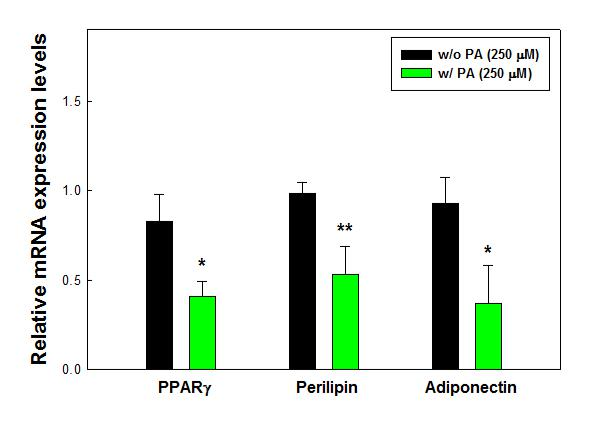 Relative mRNA expression levels
w/o PA (250 μM)
w/ PA (250 μM)
1.5
1.0
0.5
0.0
*
**
*
PPARγ
Perilipin
Adiponectin